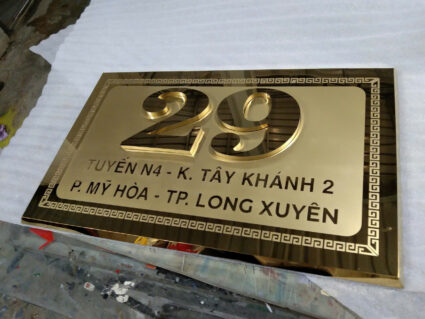 29
TUYẾN N4 - K. TÂY KHÁNH 2
P. MỸ HÒA - TP. LONG XUYÊN